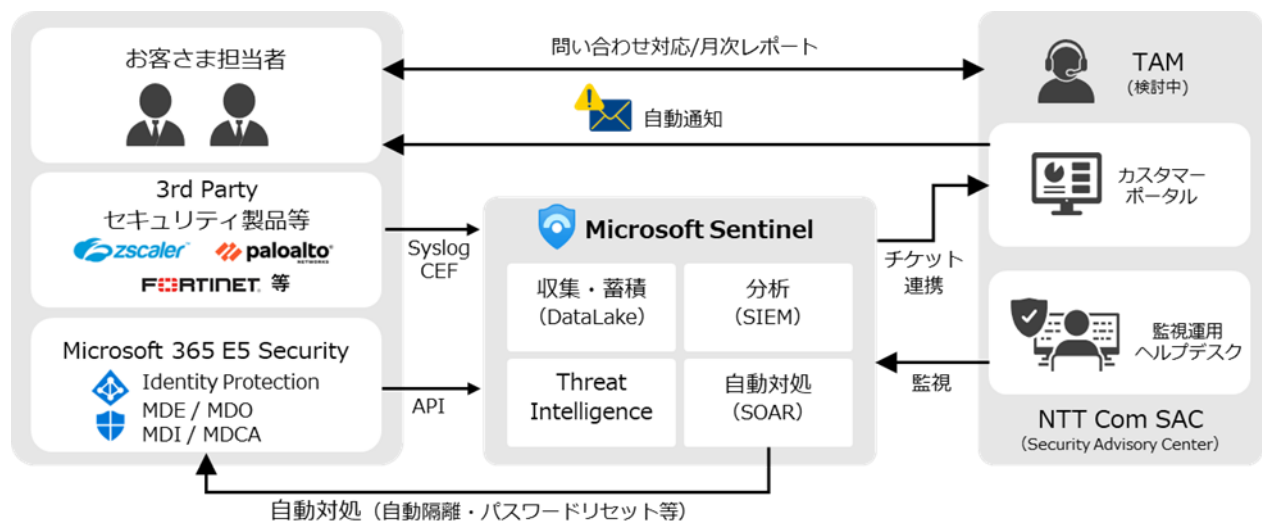 お客さま担当者
3rd Party
セキュリティ製品等
zscaler
paloalto
NETWORKS
FORTINET 等
Microsoft 365 E5 Security
Identity Protection
MDE / MDO
MDI / MDCA
問い合わせ対応/月次レポート
自動通知
Syslog
CEF
API
Microsoft Sentinel
収集・蓄積
（DataLake）
分析
（SIEM）
Threat
Intelligence
自動対処
（SOAR）
チケット
連携
監視
TAM
（検討中）
カスタマー
ポータル
監視運用
ヘルプデスク
NTT Com SAC
（Security Advisory Center）
自動対処（自動隔離・パスワードリセット等）